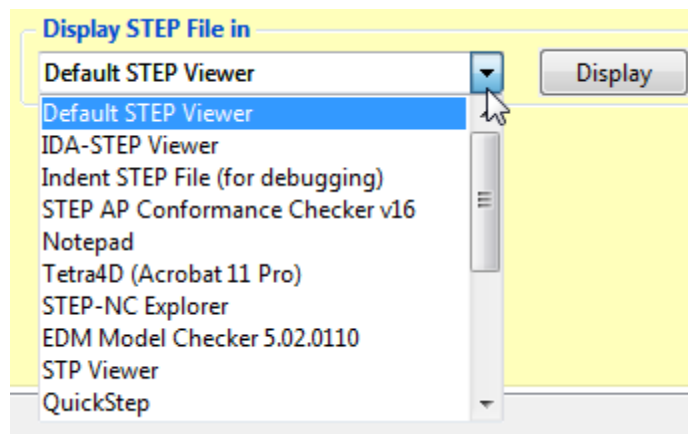 Display STEP File in
Default STEP Viewer
Display
Default STEP Viewer
IDA-STEP Viewer
Indent STEP File (for debugging)
STEP AP Conformance Checker v16
Notepad
Tetra4D (Acrobat 11 Pro)
STEP-NC Explorer
EDM Model Checker 5.02.0110
STP Viewer
QuickStep